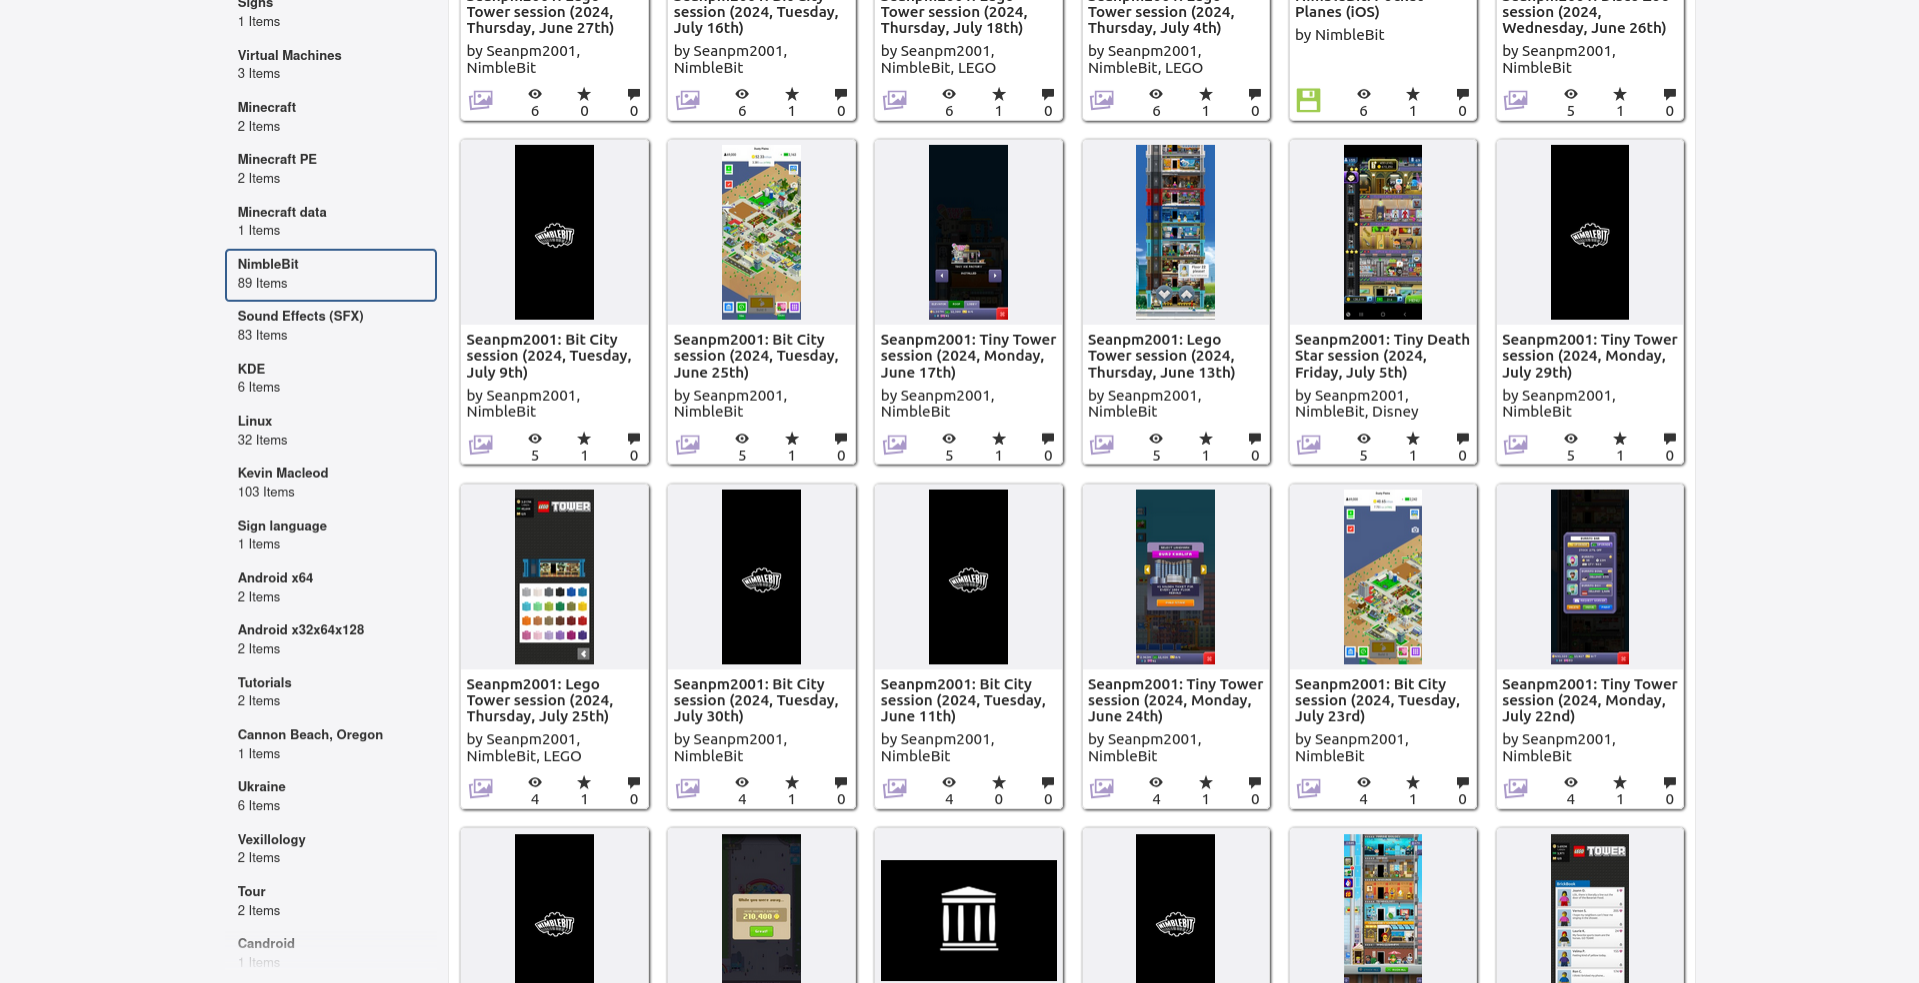 Signs
1 Items
Virtual Machines
3 Items
Minecraft
2 Items
Minecraft PE
2 Items
Minecraft data
1 Items
NimbleBit
89 Items
Sound Effects (SFX)
83 Items
KDE
6 Items
Linux
32 Items
Kevin Macleod
103 Items
Sign language
1 Items
Android x64
2 Items
Android x32x64x128
2 Items
Tutorials
2 Items
Cannon Beach, Oregon
1 Items
Ukraine
6 Items
Vexillology
2 Items
Tour
2 Items
Candroid
1 Items
Tower session (2024,
Thursday, June 27th)
by Seanpm2001,
NimbleBit
6 0 0
session (2024, Tuesday,
July 16th)
by Seanpm2001,
NimbleBit
6 1 0
Tower session (2024,
Thursday, July 18th)
by Seanpm2001,
NimbleBit, LEGO
6 1 0
Tower session (2024,
Thursday, July 4th)
by Seanpm2001,
NimbleBit, LEGO
6 1 0
Planes (iOS)
by NimbleBit
6 1 0
session (2024,
Wednesday, June 26th)
by Seanpm2001,
NimbleBit
5 1 0
NIMBLEBIT
Seanpm2001: Bit City
session (2024, Tuesday,
July 9th)
by Seanpm2001,
NimbleBit
5 1 0
Seanpm2001: Bit City
session (2024, Tuesday,
June 25th)
by Seanpm2001,
NimbleBit
5 1 0
Seanpm2001: Tiny Tower
session (2024, Monday,
June 17th)
by Seanpm2001,
NimbleBit
5 1 0
Seanpm2001: Lego
Tower session (2024,
Thursday, June 13th)
by Seanpm2001,
NimbleBit
5 1 0
Seanpm2001: Tiny Death
Star session (2024,
Friday, July 5th)
by Seanpm2001,
NimbleBit, Disney
5 1 0
NIMBLEBIT
Seanpm2001: Tiny Tower
session (2024, Monday,
July 29th)
by Seanpm2001,
NimbleBit
5 1 0
LEGO TOWER
Seanpm2001: Lego
Tower session (2024,
Thursday, July 25th)
by Seanpm2001,
NimbleBit, LEGO
4 1 0
NIMBLEBIT
Seanpm2001: Bit City
session (2024, Tuesday,
July 30th)
by Seanpm2001,
NimbleBit
4 1 0
NIMBLEBIT
Seanpm2001: Bit City
session (2024, Tuesday,
June 11th)
by Seanpm2001,
NimbleBit
4 0 0
Seanpm2001: Tiny Tower
session (2024, Monday,
June 24th)
by Seanpm2001,
NimbleBit
4 1 0
Seanpm2001: Bit City
session (2024, Tuesday,
July 23rd)
by Seanpm2001,
NimbleBit
4 1 0
Seanpm2001: Tiny Tower
session (2024, Monday,
July 22nd)
by Seanpm2001,
NimbleBit
4 1 0
NIMBLEBIT
While you were away...
210,400
NIMBLEBIT
LEGO TOWER